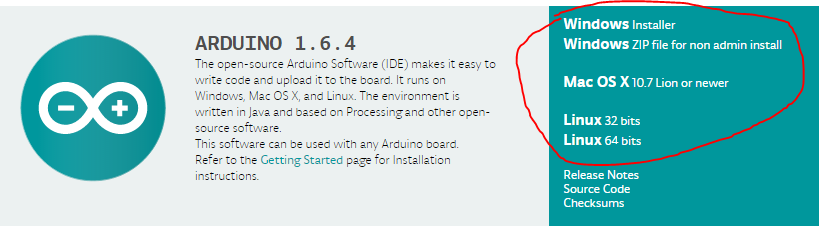 ARDUINO 1.6.4
The open-source Arduino Software (IDE) makes it easy to
write code and upload it to the board. It runs on
Windows, Mac OS X, and Linux. The environment is
written in Java and based on Processing and other open-
source software.
This software can be used with any Arduino board.
Refer to the Getting Started page for Installation
instructions.
Windows Installer
Windows ZIP file for non admin install
Mac OS X 10.7 Lion or newer
Linux 32 bits
Linux 64 bits
Release Notes
Source Code
Checksums